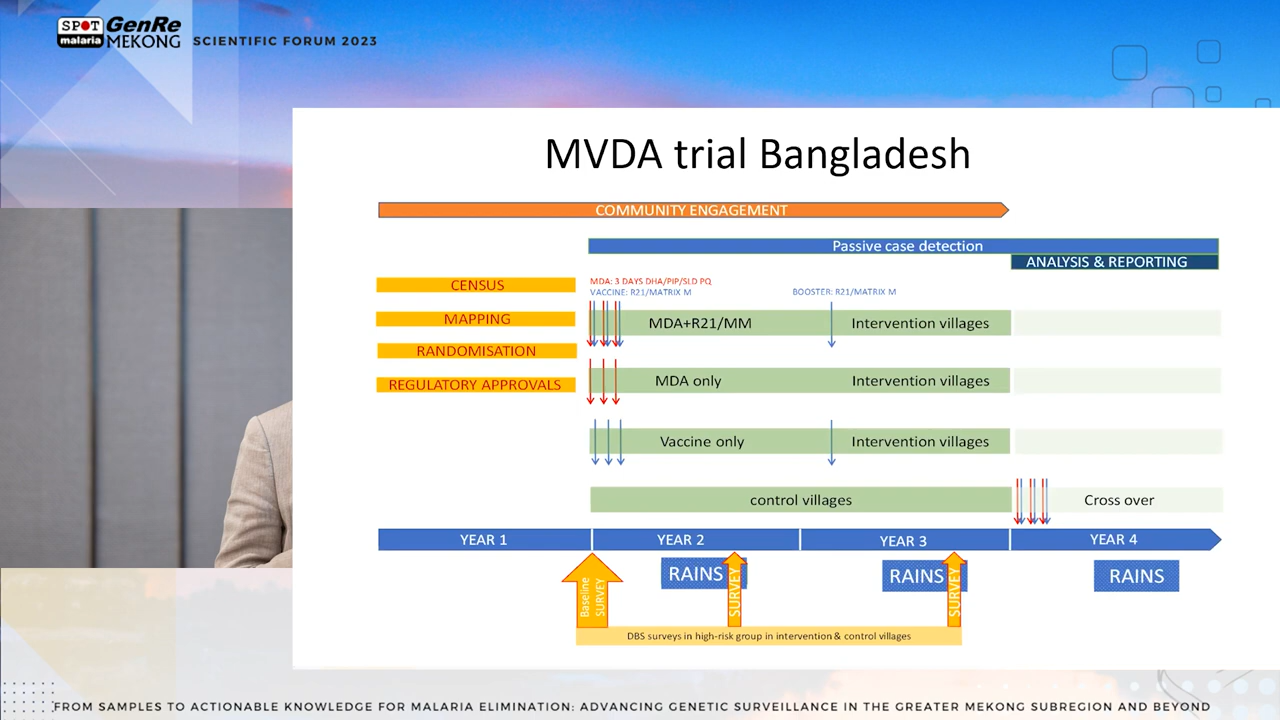 SPOT malaria GenRe MEKONG SCIENTIFIC FORUM 2023
MVDA trial Bangladesh
COMMUNITY ENGAGEMENT
Passive case detection
ANALYSIS & REPORTING
CENSUS
MAPPING
RANDOMISATION
REGULATORY APPROVALS
MDA: 3 DAYS DHA/PIP/SLD PQ
VACCINE: R21/MATRIX M
BOOSTER: R21/MATRIX M
MDA+R21/MM Intervention villages
MDA only Intervention villages
Vaccine only Intervention villages
control villages Cross over
YEAR 1 YEAR 2 YEAR 3 YEAR 4
Baseline
SURVEY
RAINS SURVEY RAINS SURVEY RAINS
DBS surveys in high-risk group in intervention & control villages
FROM SAMPLES TO ACTIONABLE KNOWLEDGE FOR MALARIA ELIMINATION: ADVANCING GENETIC SURVEILLANCE IN THE GREATER MEKONG SUBREGION AND BEYOND